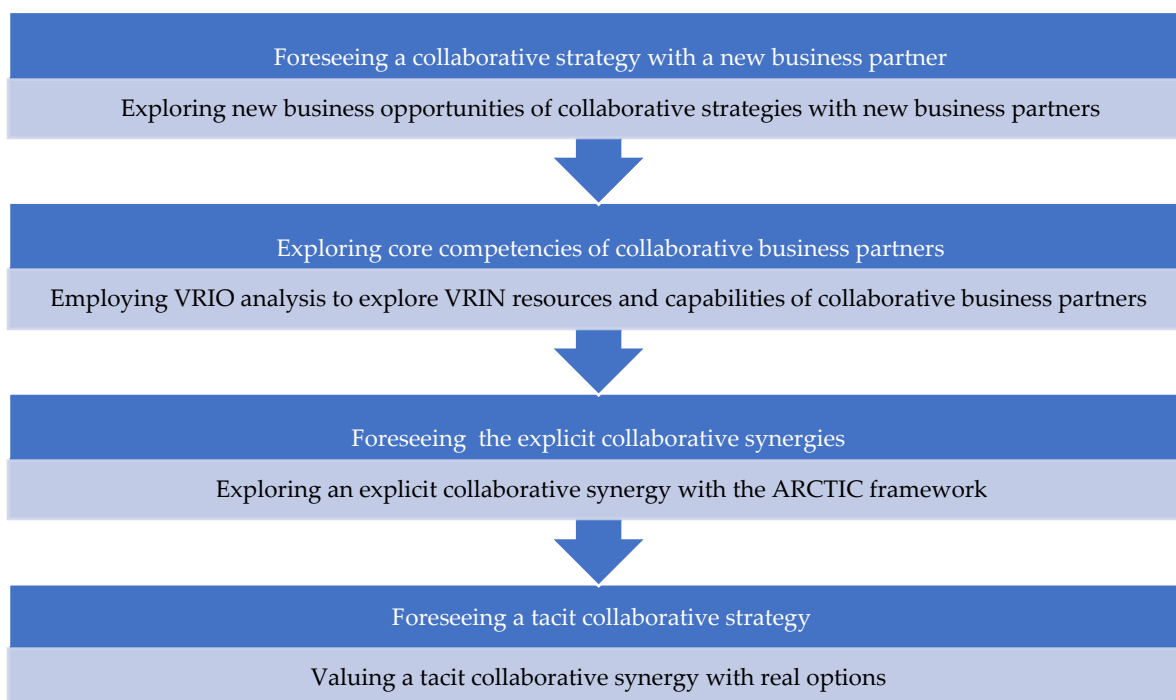 Foreseeing a collaborative strategy with a new business partner
Exploring new business opportunities of collaborative strategies with new business partners
Exploring core competencies of collaborative business partners
Employing VRIO analysis to explore VRIN resources and capabilities of collaborative business partners
Foreseeing the explicit collaborative synergies
Exploring an explicit collaborative synergy with the ARCTIC framework
Foreseeing a tacit collaborative strategy
Valuing a tacit collaborative synergy with real options